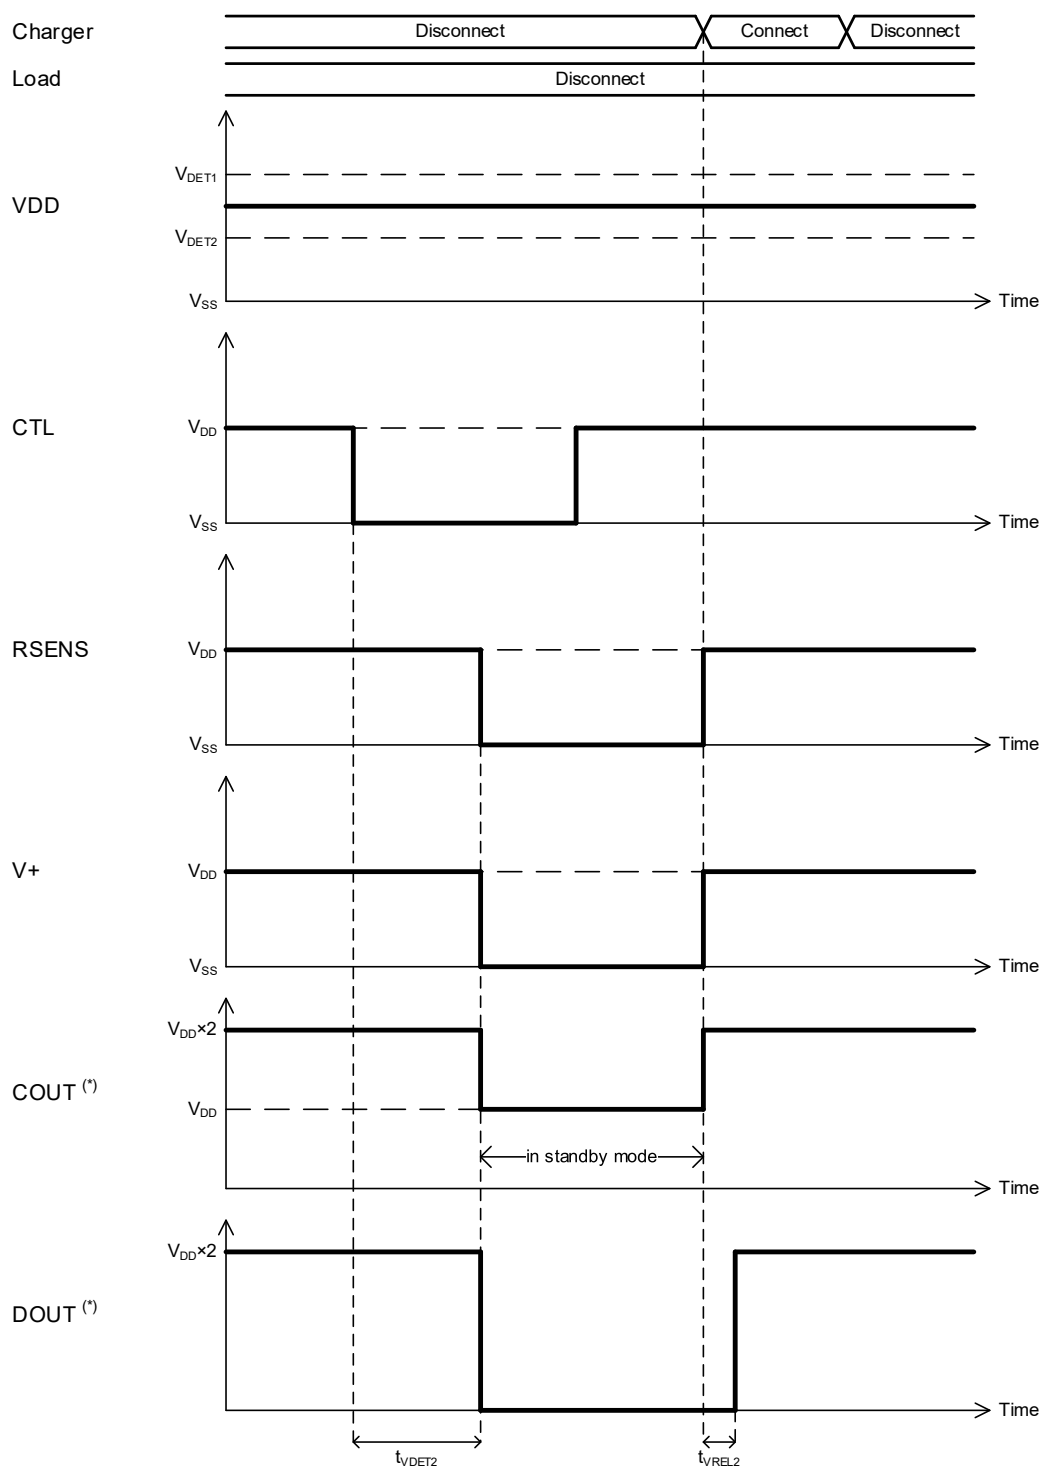 Charger Disconnect Connect Disconnect
Load Disconnect
VDET1
VDD
VDET2
VSS Time
CTL VDD
VSS Time
RSENS VDD
VSS Time
V+ VDD
VSS Time
VDD×2
COUT (*)
VDD
in standby mode
Time
VDD×2
DOUT (*)
Time
tVDET2 tVREL2